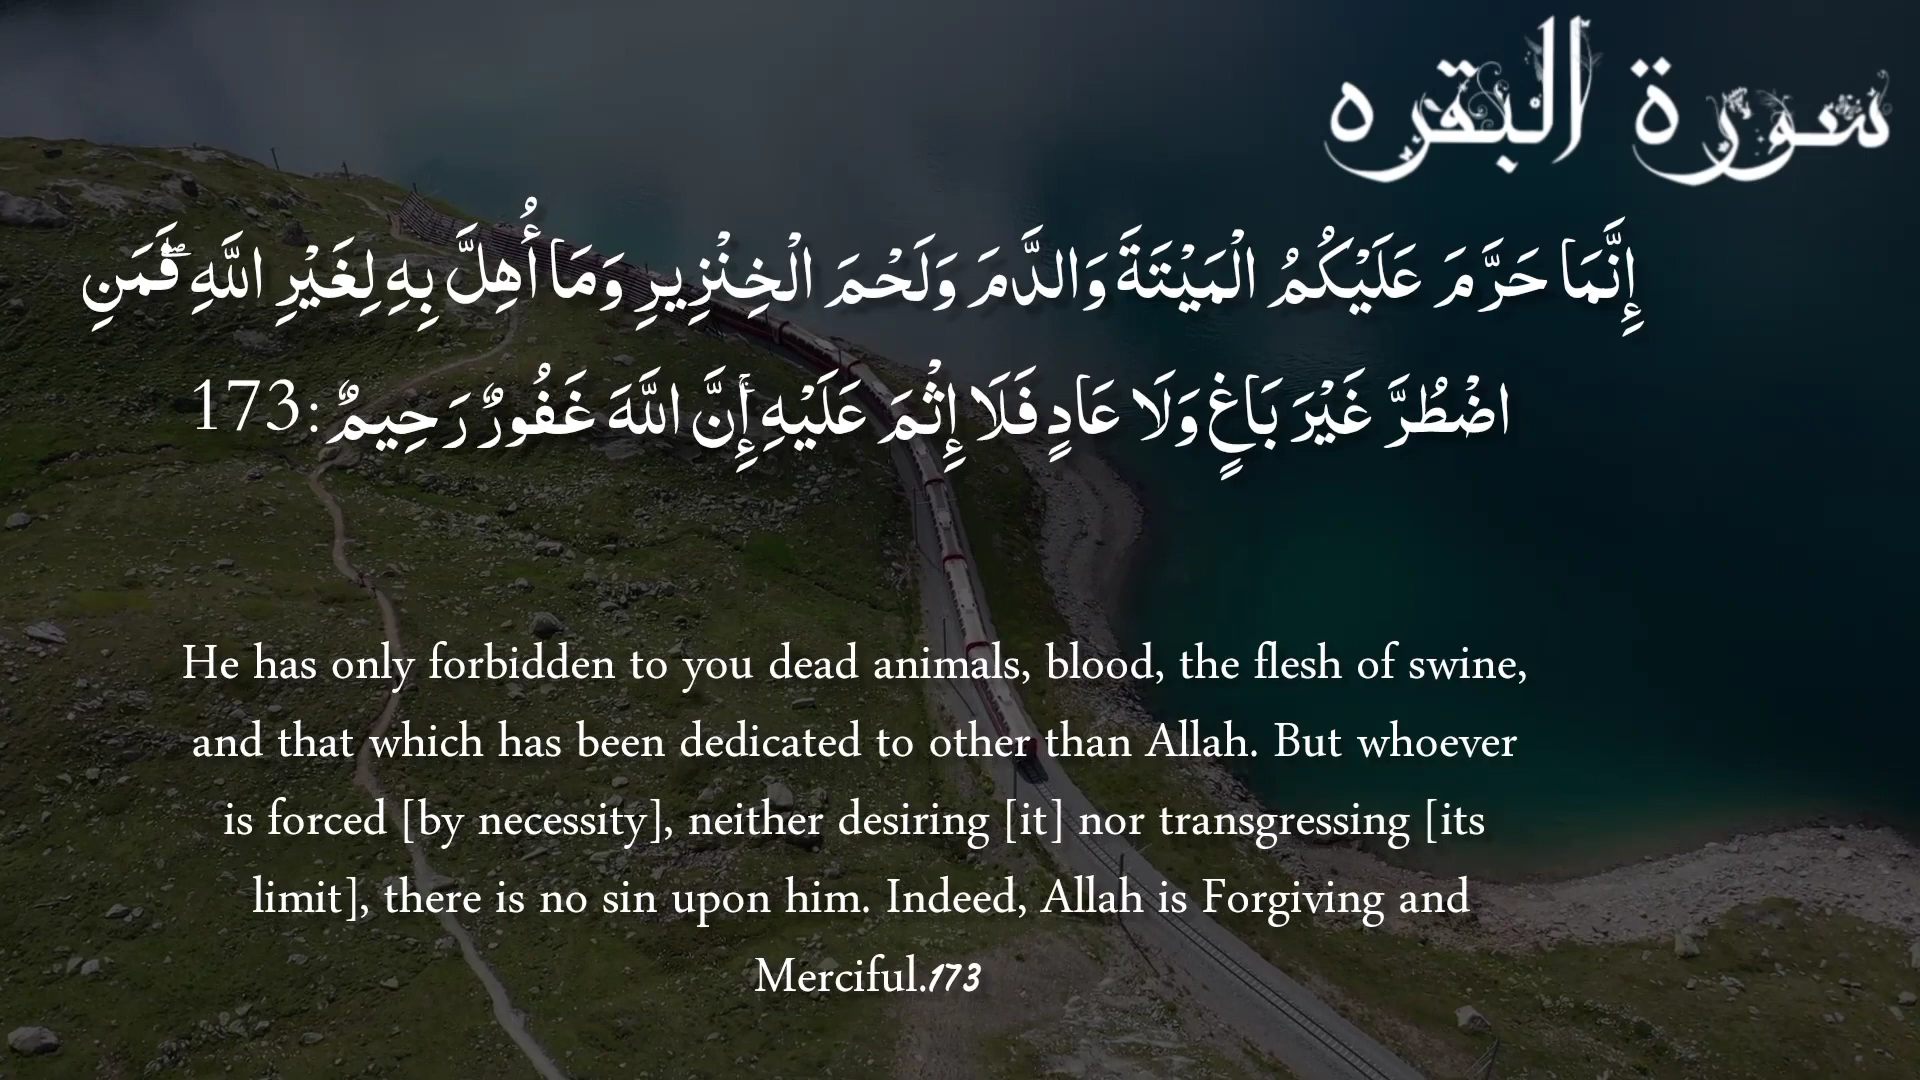 سورة البقره
إِنَّمَا حَرَّمَ عَلَيْكُمُ الْمَيْتَةَ وَالدَّمَ وَلَحْمَ الْخِنْزِيرِ وَمَا أُهِلَّ بِهِ لِغَيْرِ اللَّهِ ۖ فَمَنِ
اضْطُرَّ غَيْرَ بَاغٍ وَلَا عَادٍ فَلَا إِثْمَ عَلَيْهِ ۚ إِنَّ اللَّهَ غَفُورٌ رَحِيمٌ :173
He has only forbidden to you dead animals, blood, the flesh of swine,
and that which has been dedicated to other than Allah. But whoever
is forced [by necessity], neither desiring [it] nor transgressing [its
limit], there is no sin upon him. Indeed, Allah is Forgiving and
Merciful.173